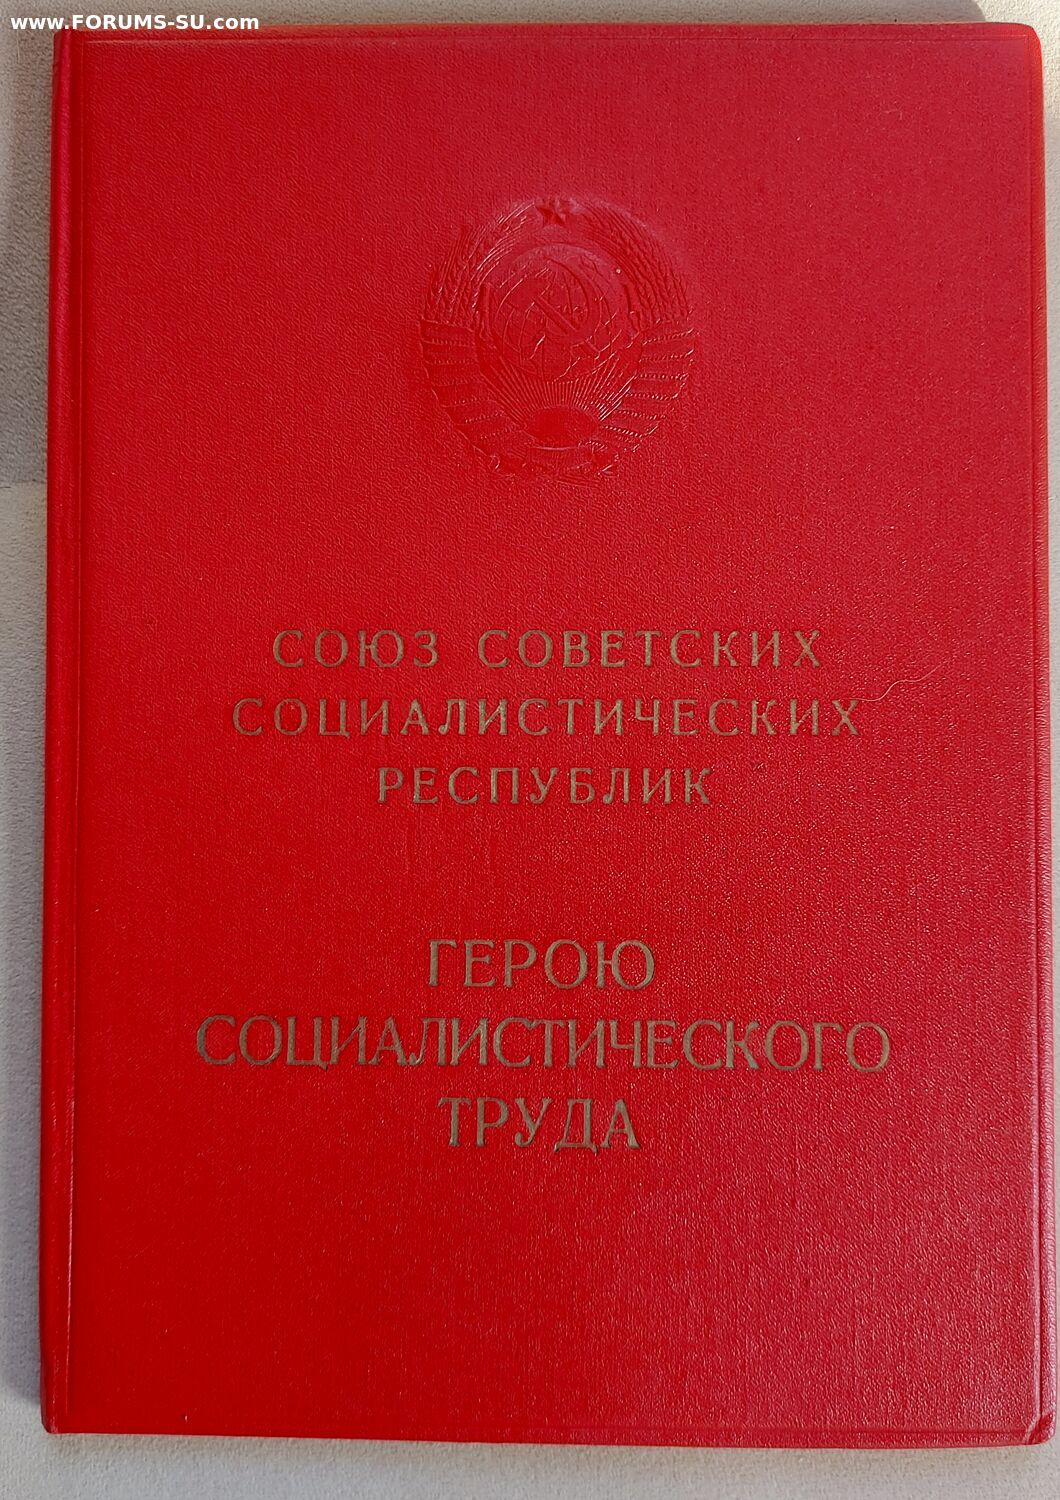 www.FORUMS-SU.com
СОЮЗ СОВЕТСКИХ
СОЦИАЛИСТИЧЕСКИХ
РЕСПУБЛИК
ГЕРОЮ
СОЦИАЛИСТИЧЕСКОГО
ТРУДА